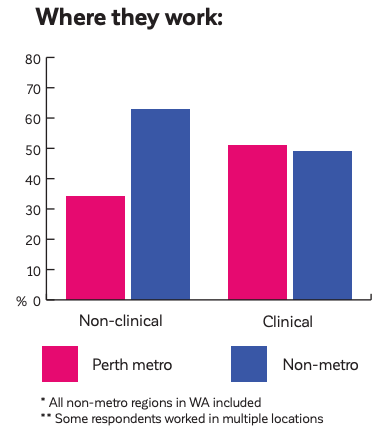 Where they work:
80
70
60
50
40
30
20
10
% 0
Non-clinical
Clinical
Perth metro
Non-metro
* All non-metro regions in WA included
** Some respondents worked in multiple locations